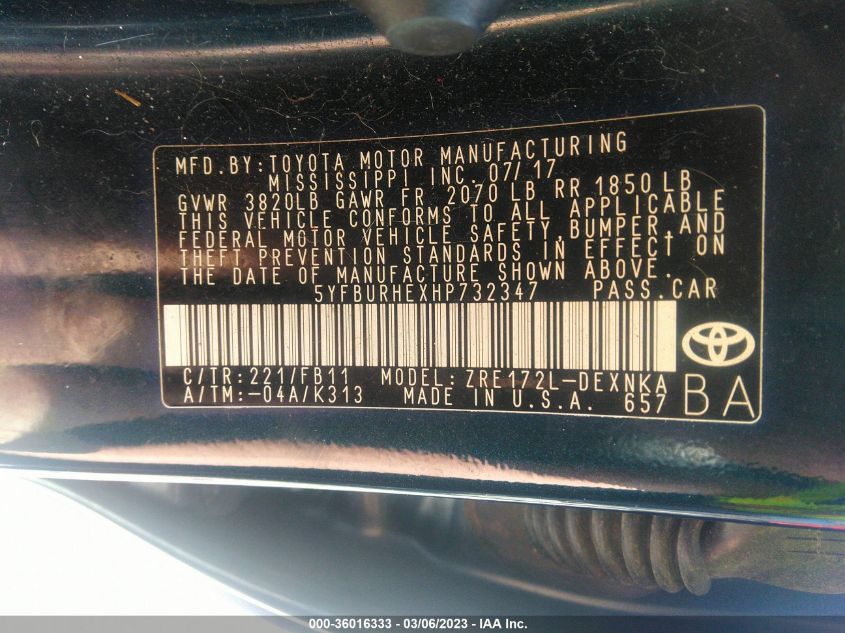 MFD.BY:TOYOTA MOTOR MANUFACTURING
MISSISSIPPI INC. 07/17
GVWR 3820LB GAWR FR 2070 LB RR 1850 LB
THIS VEHICLE CONFORMS TO ALL APPLICABLE
FEDERAL MOTOR VEHICLE SAFETY,BUMPER,AND
THEFT PREVENTION STANDARDS IN EFFECT ON
THE DATE OF MANUFACTURE SHOWN ABOVE.
5YFBURHEXHP732347 PASS.CAR
C/TR:221/FB11 MODEL:ZRE172L-DEXNKA
A/TM:-04A/K313 MADE IN U.S.A. 657
BA
000-36016333 - 03/06/2023 - IAA Inc.